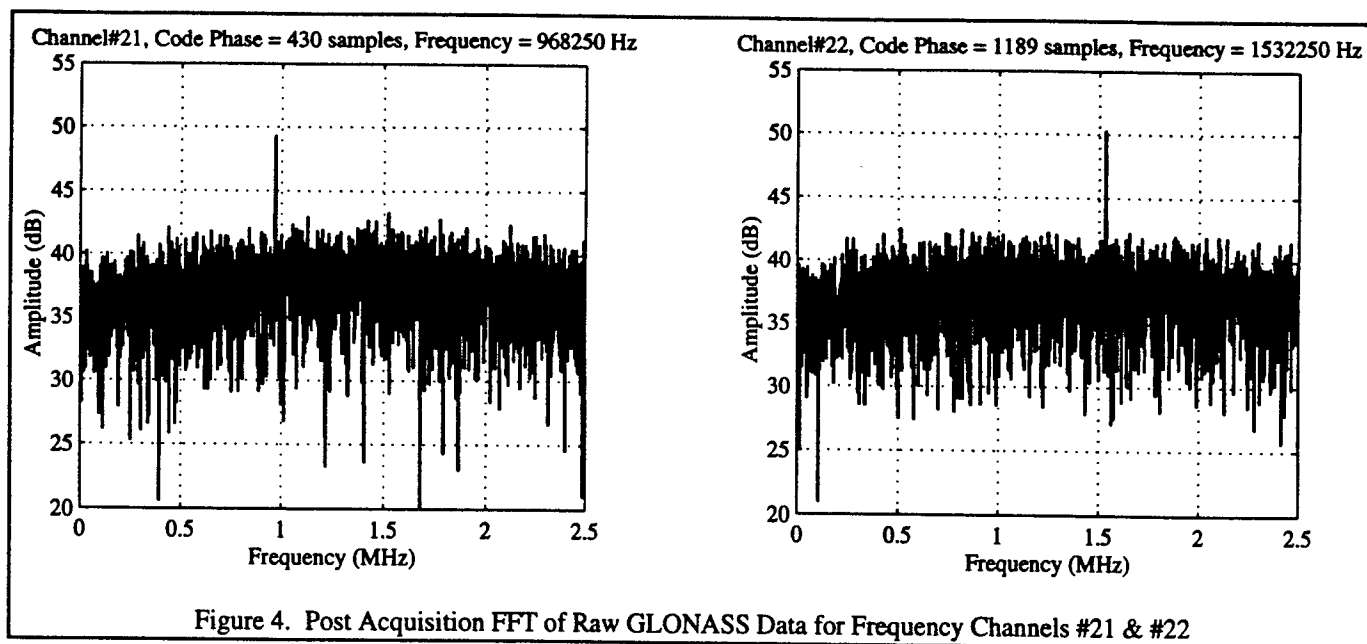 Channel#21, Code Phase = 430 samples, Frequency = 968250 Hz
55
50
45
40
35
30
25
20
Amplitude (dB)
0 0.5 1 1.5 2 2.5
Frequency (MHz)
Channel#22, Code Phase = 1189 samples, Frequency = 1532250 Hz
55
50
45
40
35
30
25
20
Amplitude (dB)
0 0.5 1 1.5 2 2.5
Frequency (MHz)
Figure 4. Post Acquisition FFT of Raw GLONASS Data for Frequency Channels #21 & #22